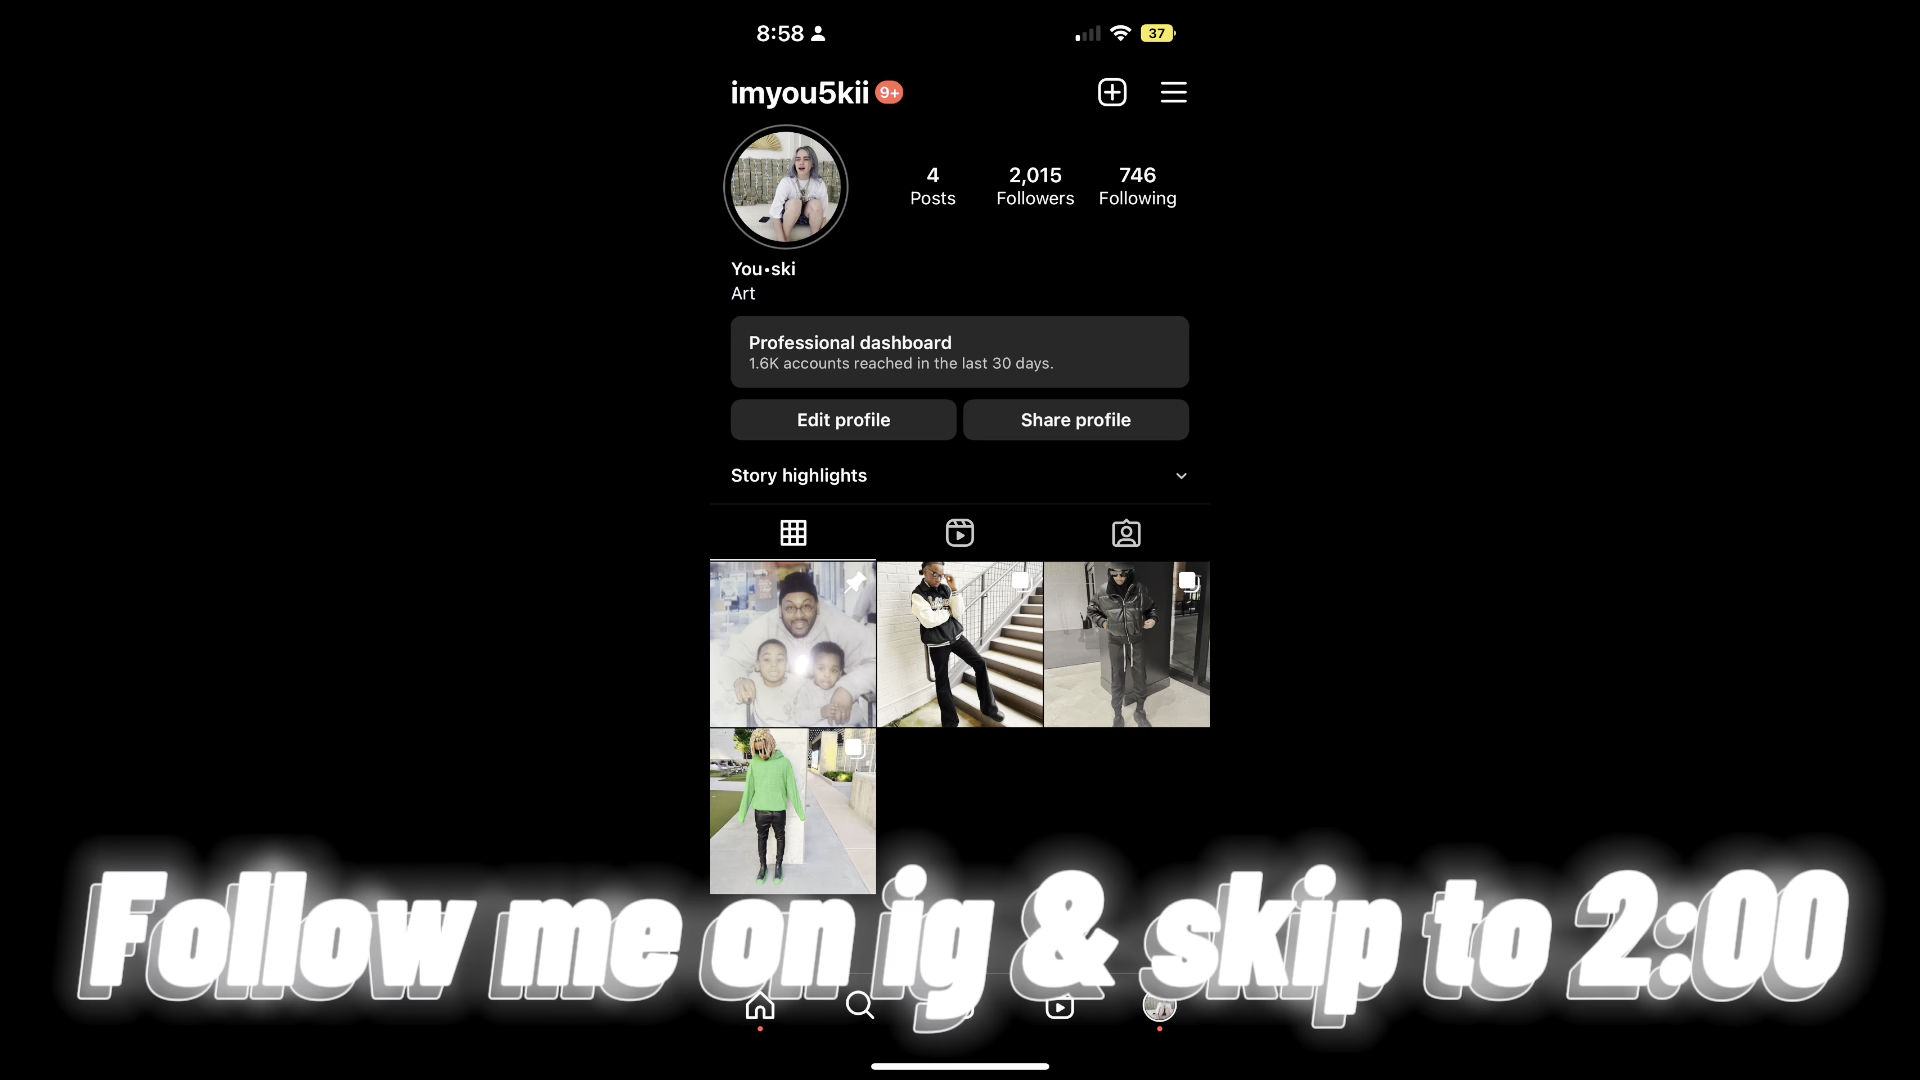 8:58
37
imyou5kii 9+
4
Posts
2,015
Followers
746
Following
You•ski
Art
Professional dashboard
1.6K accounts reached in the last 30 days.
Edit profile
Share profile
Story highlights
Follow me on ig & skip to 2:00